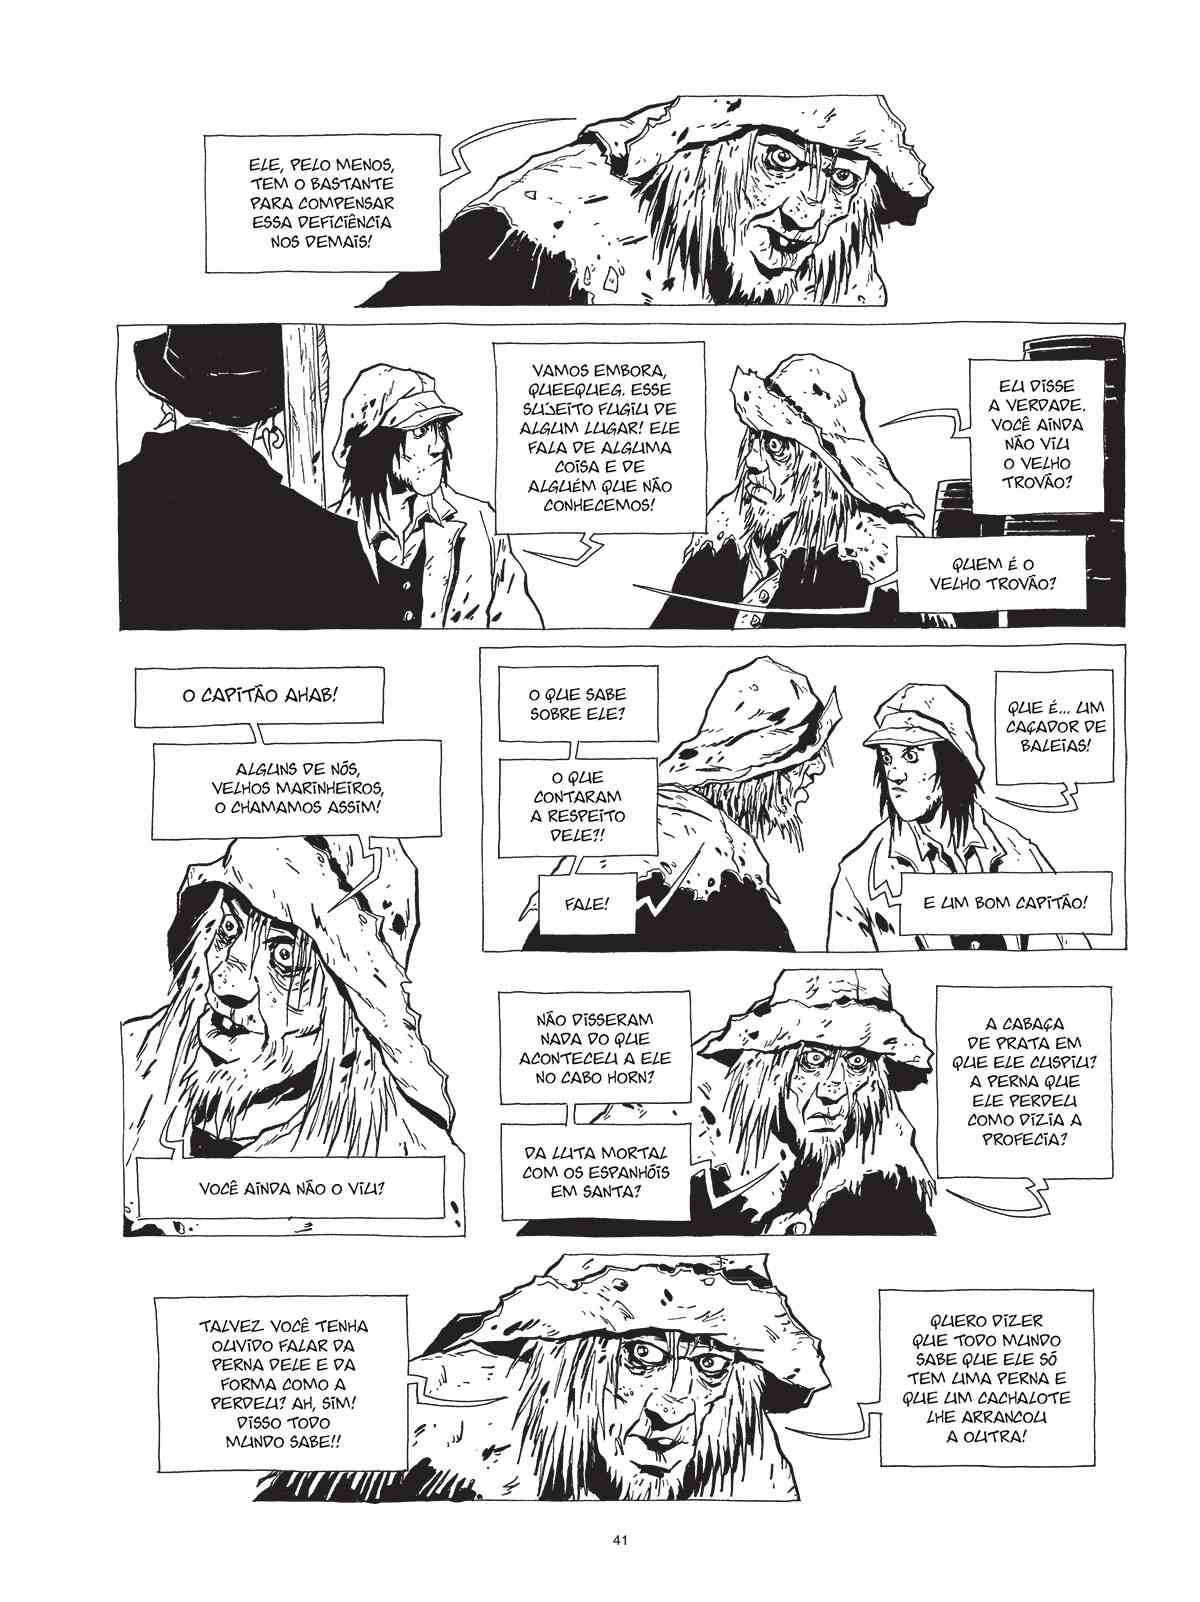 ELE, PELO MENOS,
TEM O BASTANTE
PARA COMPENSAR
ESSA DEFICIÊNCIA
NOS DEMAIS!
VAMOS EMBORA,
QUEEQUEG. ESSE
SUJEITO FUGIU DE
ALGUM LUGAR! ELE
FALA DE ALGUMA
COISA E DE
ALGUÉM QUE NÃO
CONHECEMOS!
EU DISSE
A VERDADE.
VOCÊ AINDA
NÃO VIU
O VELHO
TROVÃO?
QUEM É O
VELHO TROVÃO?
O CAPITÃO AHAB!
ALGUNS DE NÓS,
VELHOS MARINHEIROS,
O CHAMAMOS ASSIM!
VOCÊ AINDA NÃO O VIU?
O QUE SABE
SOBRE ELE?
O QUE
CONTARAM
A RESPEITO
DELE?!
FALE!
QUE É... UM
CAÇADOR DE
BALEIAS!
E UM BOM CAPITÃO!
NÃO DISSERAM
NADA DO QUE
ACONTECEU A ELE
NO CABO HORN?
DA LUTA MORTAL
COM OS ESPANHÓIS
EM SANTA?
A CABAÇA
DE PRATA EM
QUE ELE CUSPIU?
A PERNA QUE
ELE PERDEU
COMO DIZIA A
PROFECIA?
TALVEZ VOCÊ TENHA
OUVIDO FALAR DA
PERNA DELE E DA
FORMA COMO A
PERDEU? AH, SIM!
DISSO TODO
MUNDO SABE!!
QUERO DIZER
QUE TODO MUNDO
SABE QUE ELE SÓ
TEM UMA PERNA E
QUE UM CACHALOTE
LHE ARRANCOU
A OUTRA!
41